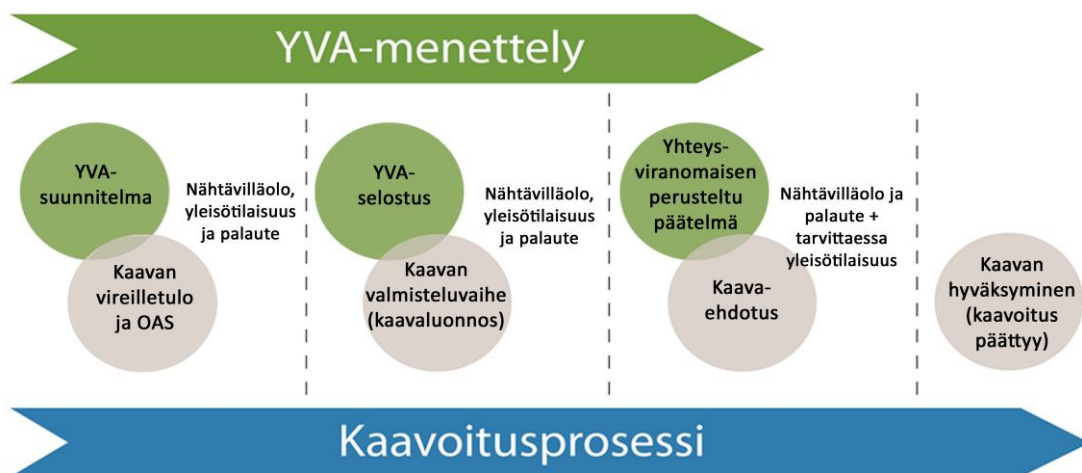 YVA-menettely
YVA-
suunnitelma
Kaavan
vireilletulo
ja OAS
Nähtävilläolo,
yleisötilaisuus
ja palaute
YVA-
selostus
Kaavan
valmisteluvaihe
(kaavaluonnos)
Nähtävilläolo,
yleisötilaisuus
ja palaute
Yhteys-
viranomaisen
perusteltu
päätelmä
Kaava-
ehdotus
Nähtävilläolo ja
palaute +
tarvittaessa
yleisötilaisuus
Kaavan
hyväksyminen
(kaavoitus
päättyy)
Kaavoitusprosessi